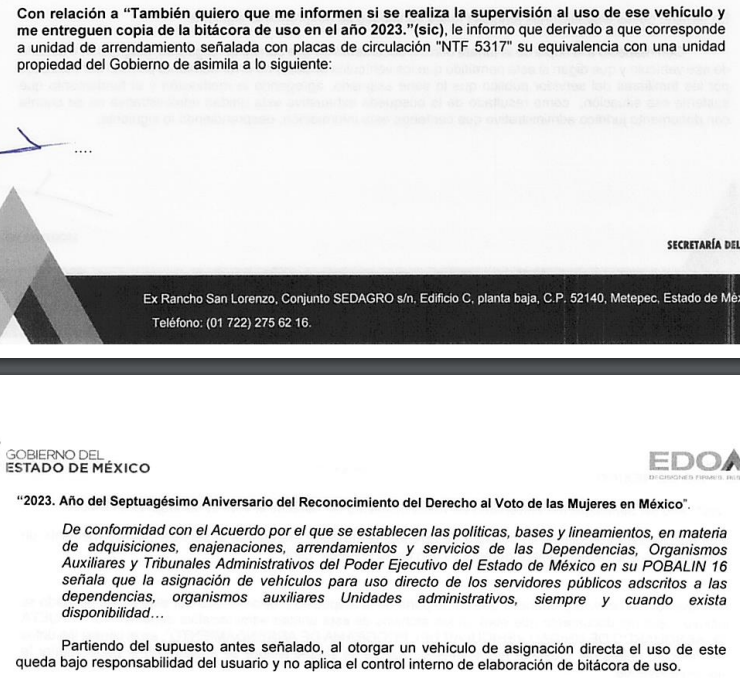 Con relación a “También quiero que me informen si se realiza la supervisión al uso de ese vehículo y
me entreguen copia de la bitácora de uso en el año 2023.”(sic), le informo que derivado a que corresponde
a unidad de arrendamiento señalada con placas de circulación "NTF 5317" su equivalencia con una unidad
propiedad del Gobierno de asimila a lo siguiente:
....
SECRETARÍA DEL
Ex Rancho San Lorenzo, Conjunto SEDAGRO s/n, Edificio C, planta baja, C.P. 52140, Metepec, Estado de Méx
Teléfono: (01 722) 275 62 16.
GOBIERNO DEL
ESTADO DE MÉXICO
EDOA
DECISIONES FIRMES, RES
“2023. Año del Septuagésimo Aniversario del Reconocimiento del Derecho al Voto de las Mujeres en México”.
De conformidad con el Acuerdo por el que se establecen las políticas, bases y lineamientos, en materia
de adquisiciones, enajenaciones, arrendamientos y servicios de las Dependencias, Organismos
Auxiliares y Tribunales Administrativos del Poder Ejecutivo del Estado de México en su POBALIN 16
señala que la asignación de vehículos para uso directo de los servidores públicos adscritos a las
dependencias, organismos auxiliares Unidades administrativos, siempre y cuando exista
disponibilidad…
Partiendo del supuesto antes señalado, al otorgar un vehículo de asignación directa el uso de este
queda bajo responsabilidad del usuario y no aplica el control interno de elaboración de bitácora de uso.